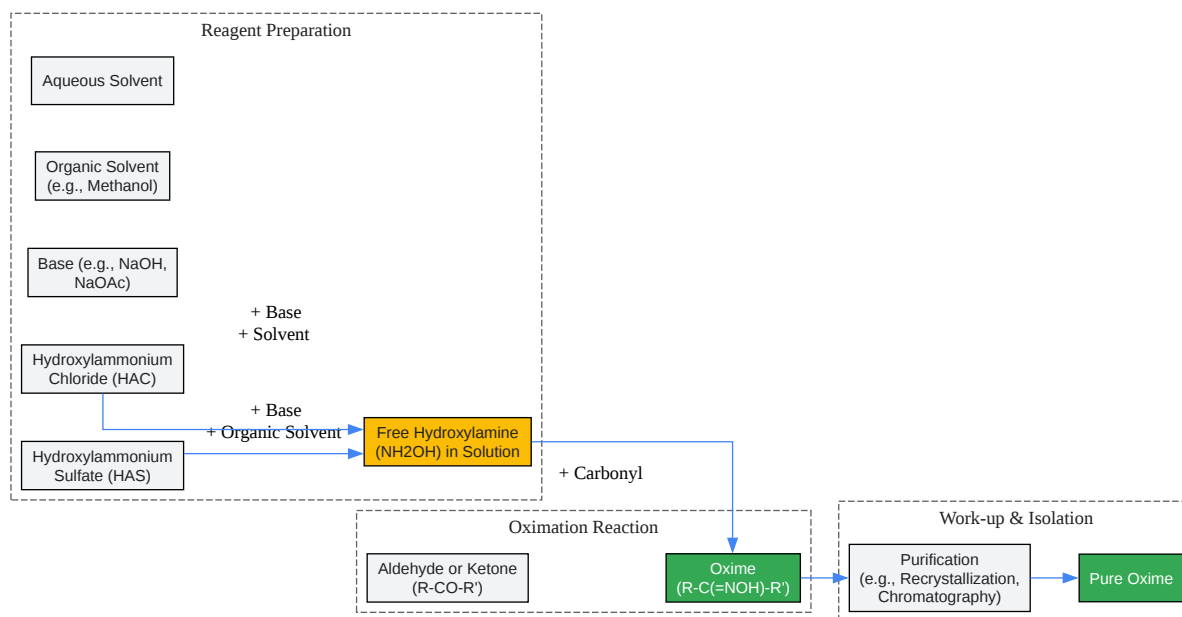 Reagent Preparation
Aqueous Solvent
Organic Solvent
(e.g., Methanol)
Base (e.g., NaOH,
NaOAc)
+ Base
+ Solvent
Hydroxylammonium
Chloride (HAC)
+ Base
+ Organic Solvent
Free Hydroxylamine
(NH2OH) in Solution
Hydroxylammonium
Sulfate (HAS)
+ Carbonyl
Oximation Reaction
Aldehyde or Ketone
(R-CO-R')
Oxime
(R-C(=NOH)-R')
Work-up & Isolation
Purification
(e.g., Recrystallization,
Chromatography)
Pure Oxime